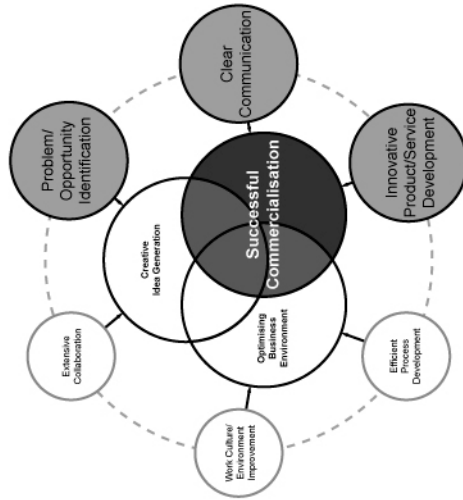 Problem/
Opportunity
Identification
Clear
Communication
Innovative
Product/Service
Development
Efficient
Process
Development
Work Culture/
Environment
Improvement
Extensive
Collaboration
Creative
Idea Generation
Successful
Commercialisation
Optimising
Business
Environment